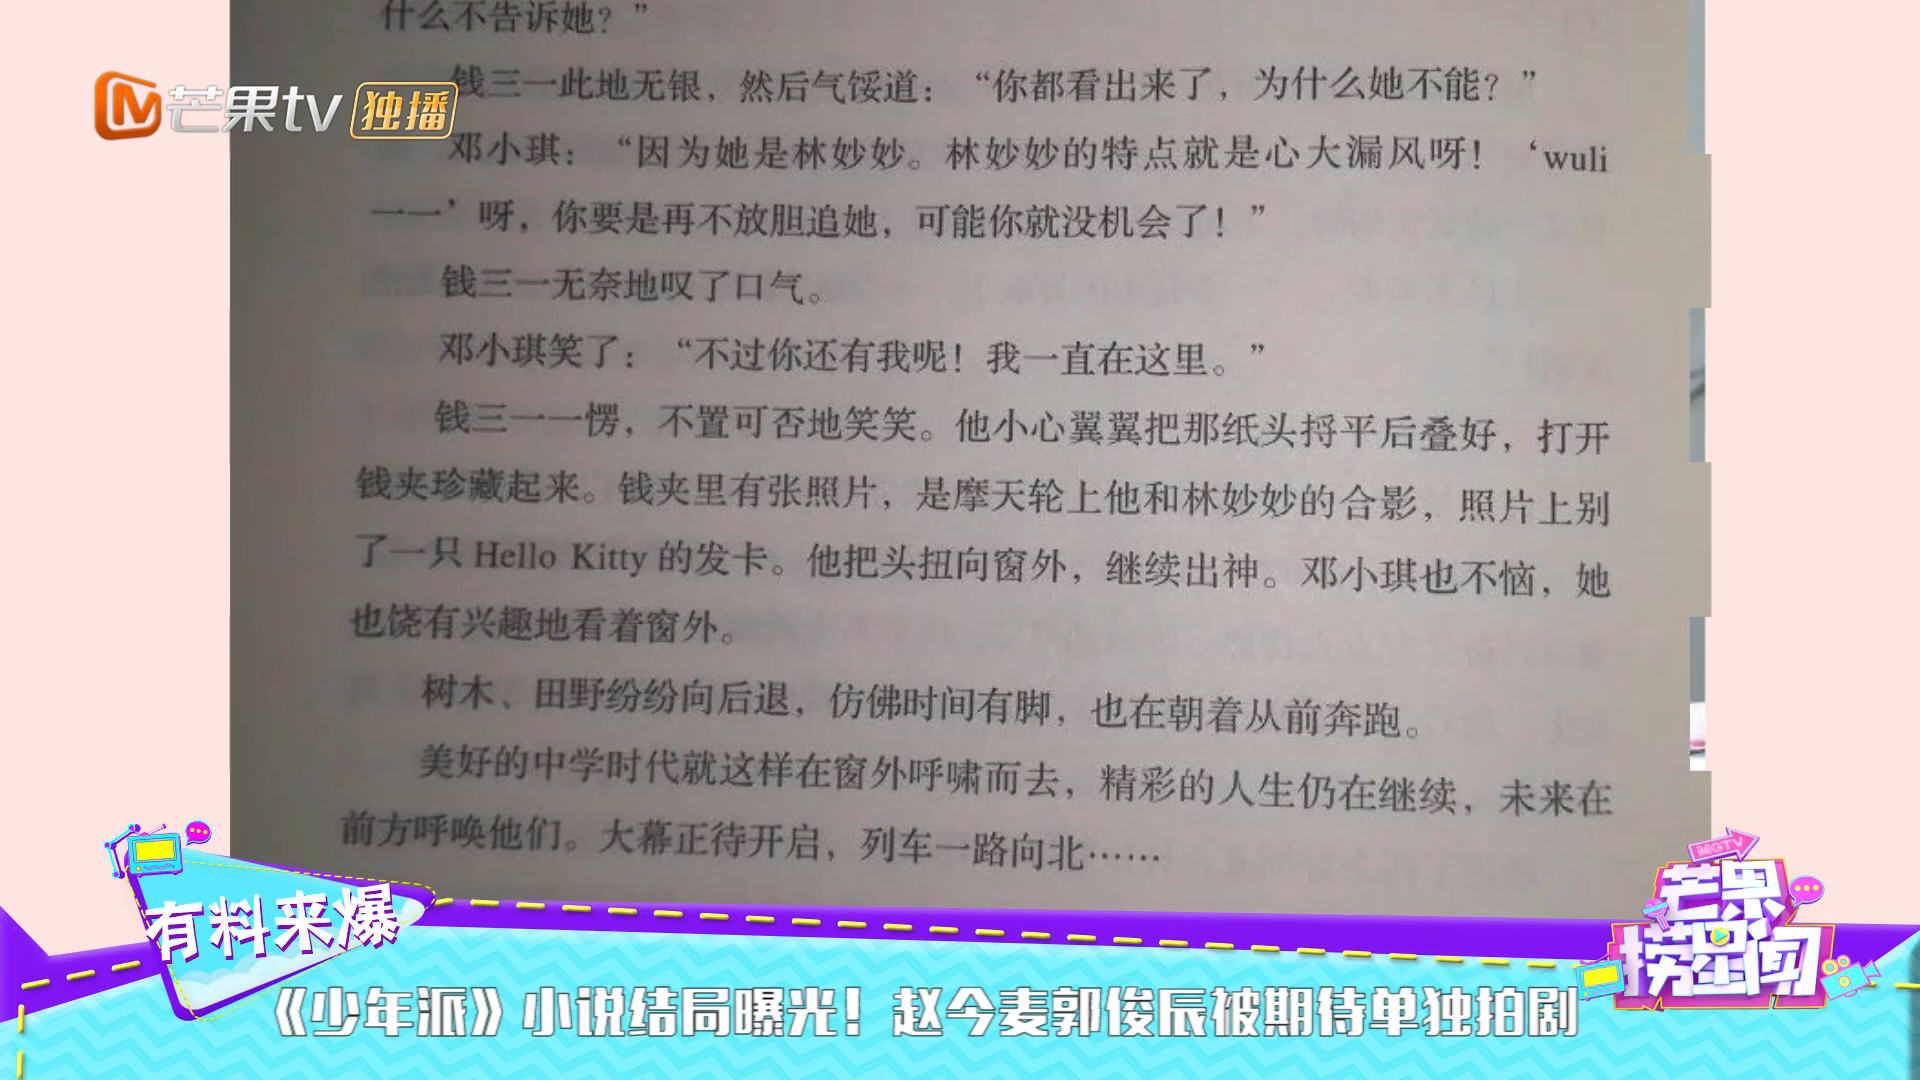 什么不告诉她？”
芒果tv 独播
钱三一此地无银，然后气馁道：“你都看出来了，为什么她不能？”
邓小琪：“因为她是林妙妙。林妙妙的特点就是心大漏风呀！‘wuli
一一’呀，你要是再不放胆追她，可能你就没机会了！”
钱三一无奈地叹了口气。
邓小琪笑了：“不过你还有我呢！我一直在这里。”
钱三一一愣，不置可否地笑笑。他小心翼翼把那纸头捋平后叠好，打开
钱夹珍藏起来。钱夹里有张照片，是摩天轮上他和林妙妙的合影，照片上别
了一只 Hello Kitty 的发卡。他把头扭向窗外，继续出神。邓小琪也不恼，她
也饶有兴趣地看着窗外。
树木、田野纷纷向后退，仿佛时间有脚，也在朝着从前奔跑。
美好的中学时代就这样在窗外呼啸而去，精彩的人生仍在继续，未来在
前方呼唤他们。大幕正待开启，列车一路向北……
MGTV
芒果
捞星闻
有料来爆
《少年派》小说结局曝光！赵今麦郭俊辰被期待单独拍剧